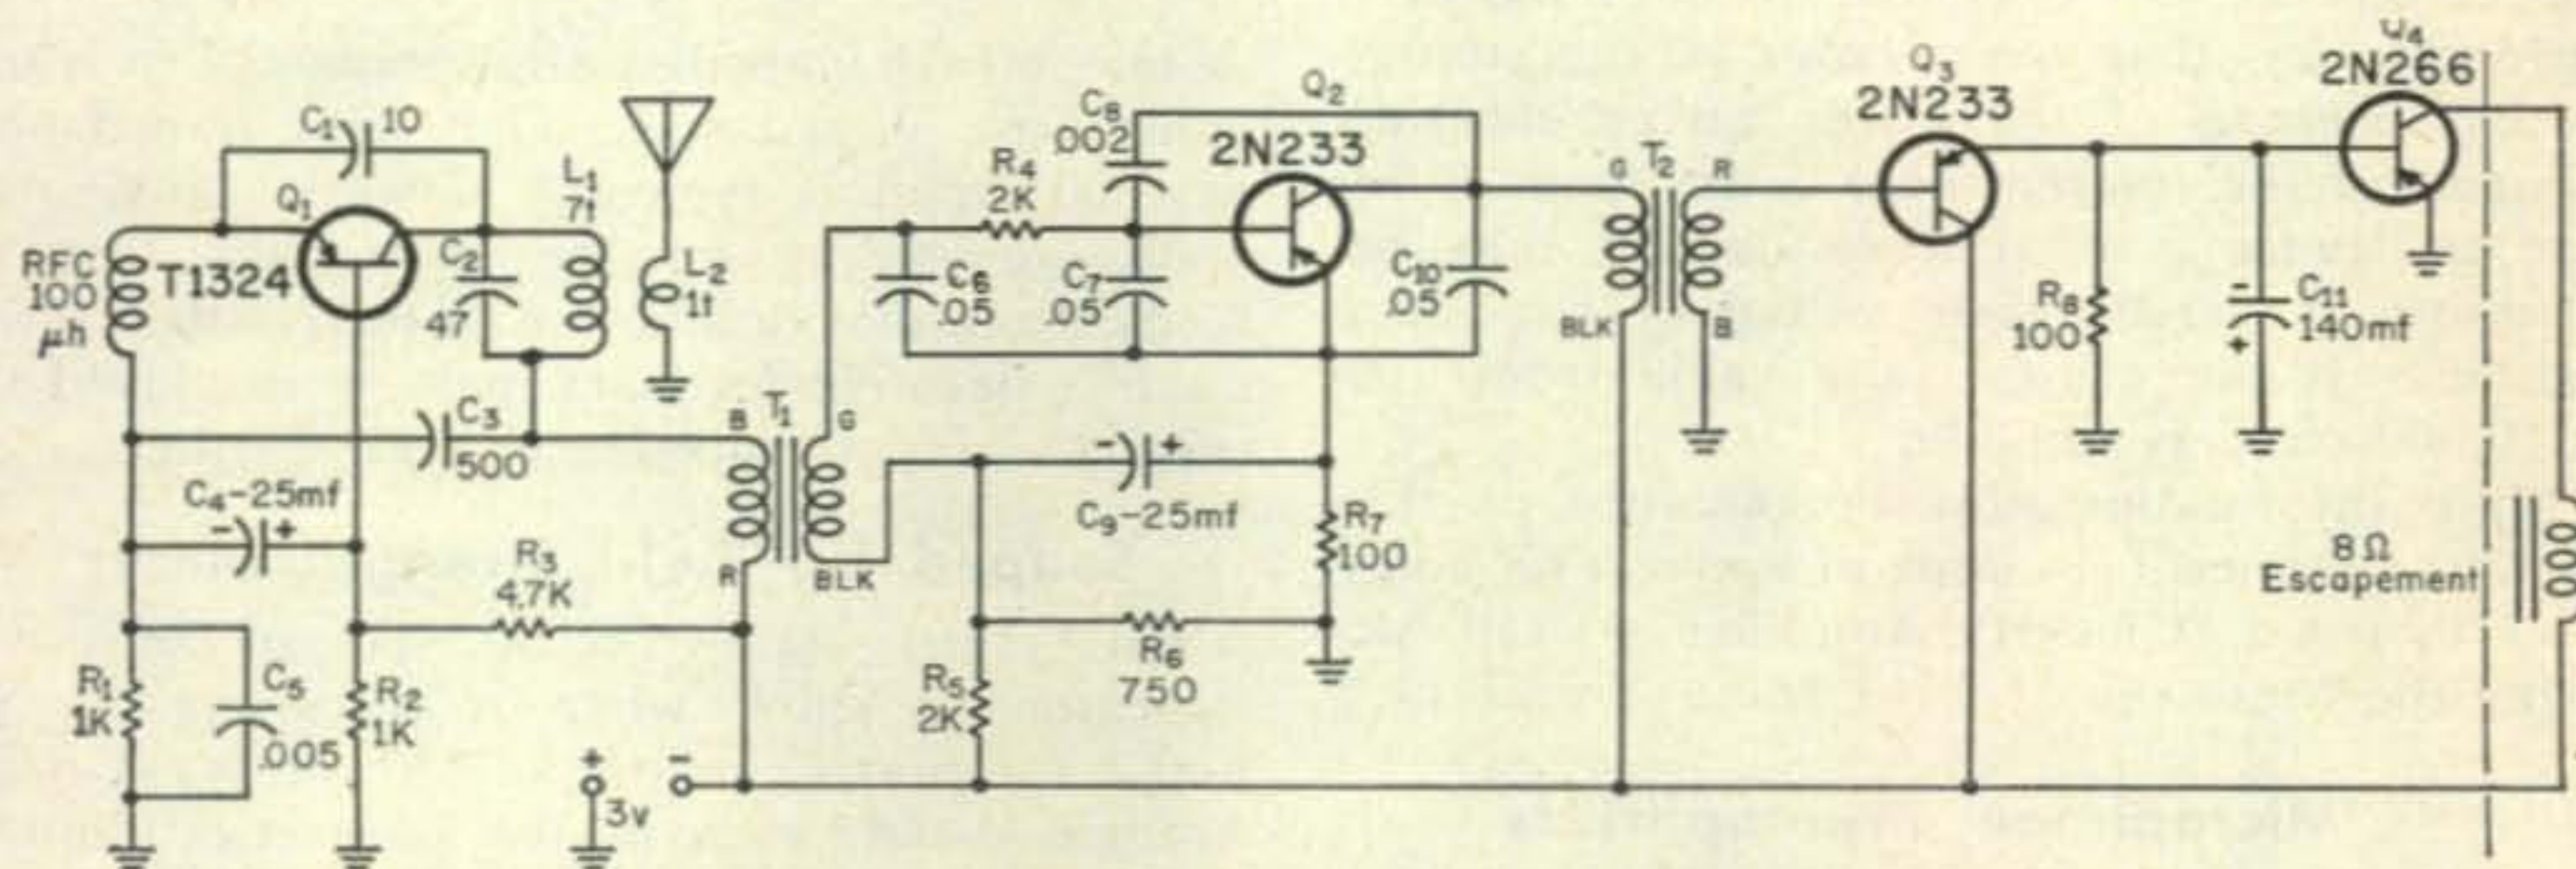 C1 10
Q1
T1324
RFC
100
μh
C2
47
L1
7t
L2
1t
C3
500
C4-25mf
- +
R3
4.7K
R1
1K
C5
.005
R2
1K
+ -
3v
B T1 G
R BLK
C8
.002
Q2
2N233
R4
2K
C6
.05
C7
.05
C10
.05
- +
C9-25mf
R7
100
R6
750
R5
2K
G T2 R
BLK B
Q3
2N233
R8
100
-
C11
140mf
+
Q4
2N266
8Ω
Escapement